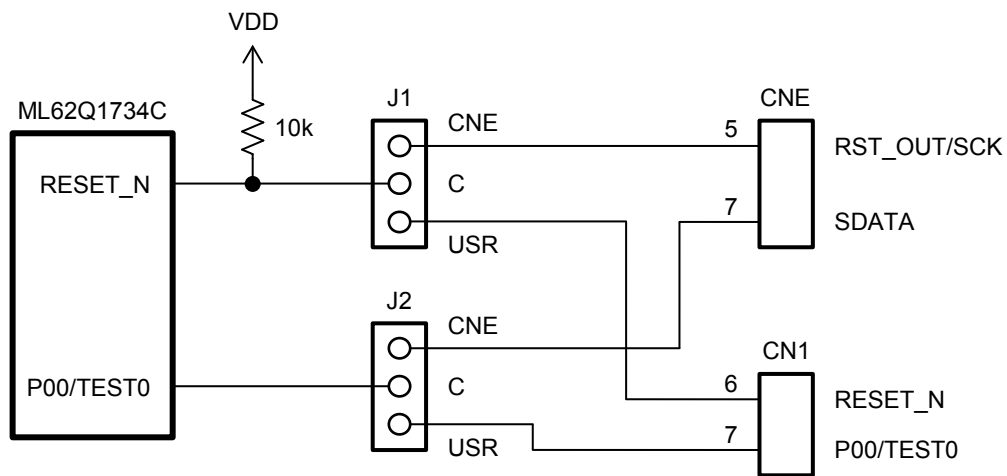 VDD
ML62Q1734C
10k
RESET_N
P00/TEST0
J1
CNE
C
USR
J2
CNE
C
USR
CNE
5
RST_OUT/SCK
7
SDATA
CN1
6
RESET_N
7
P00/TEST0